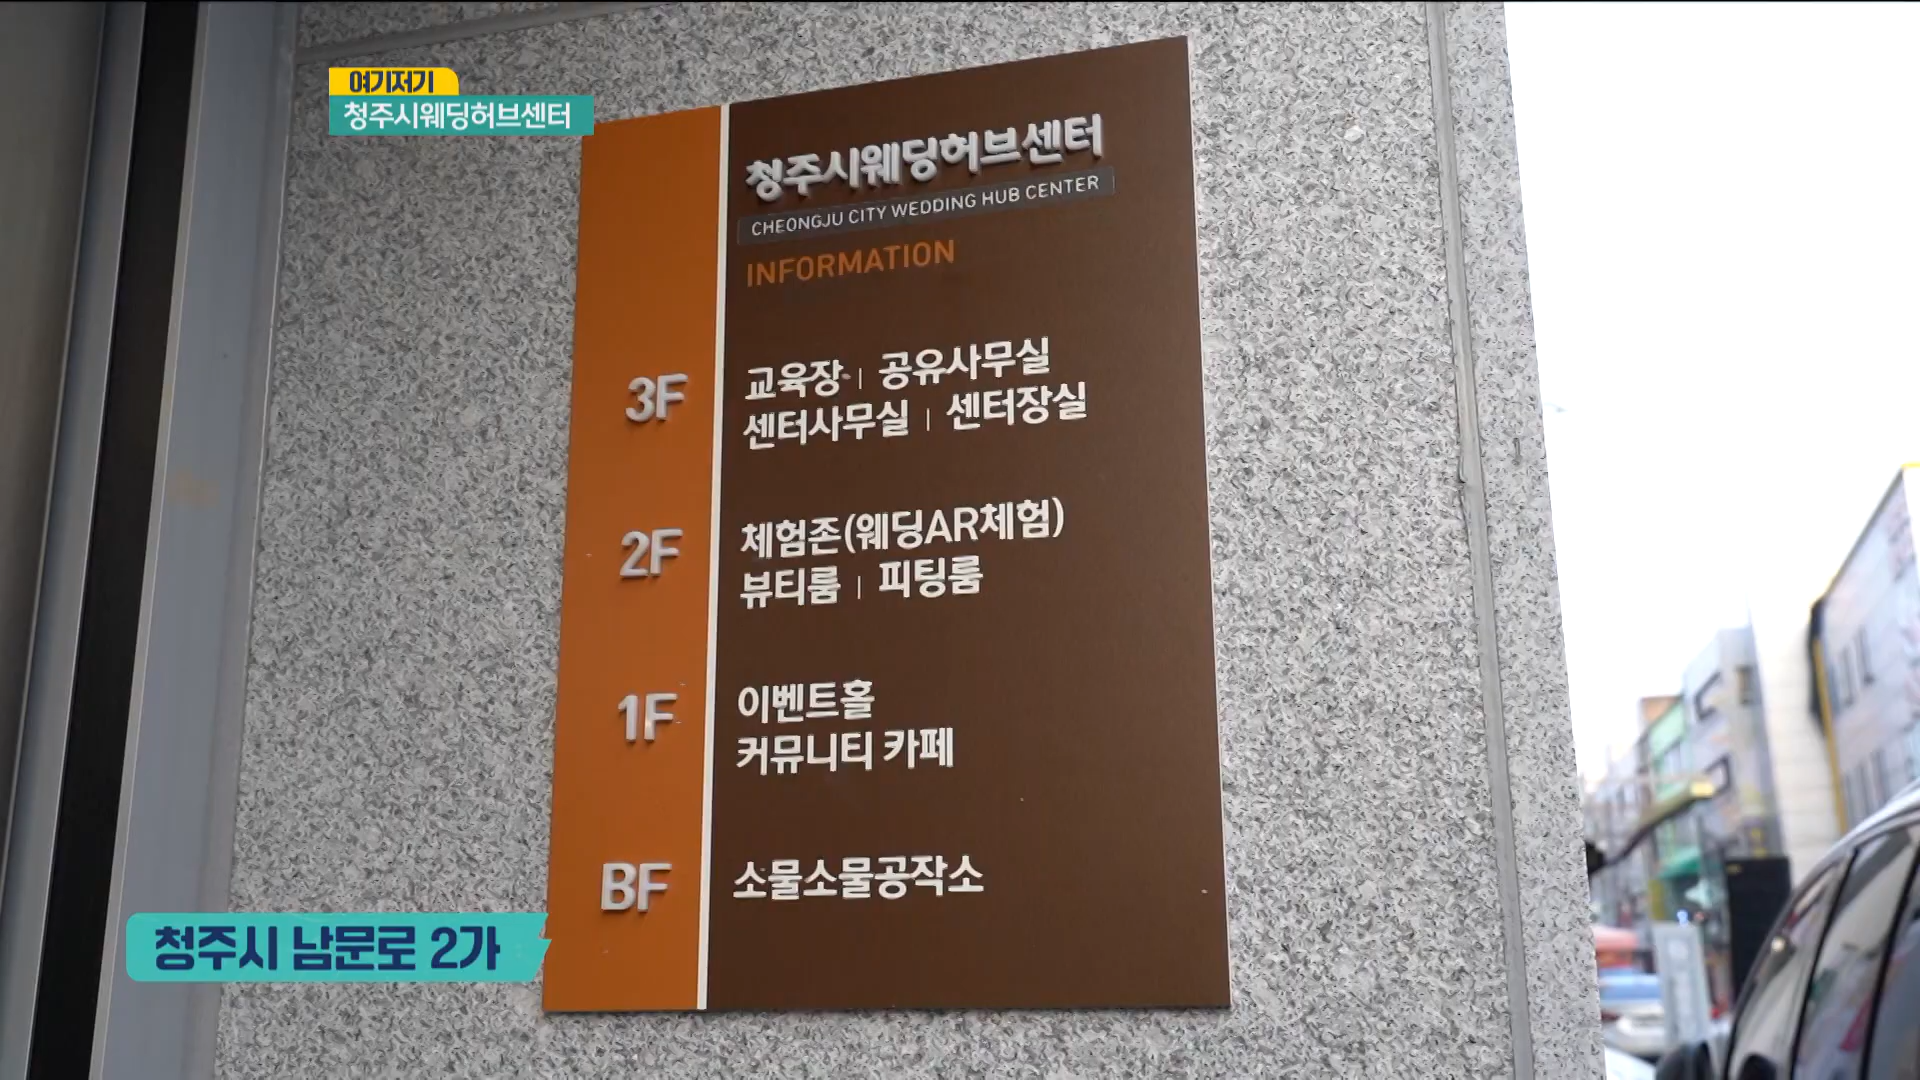 여기저기
청주시웨딩허브센터
청주시웨딩허브센터
CHEONGJU CITY WEDDING HUB CENTER
INFORMATION
3F
교육장 | 공유사무실
센터사무실 | 센터장실
2F
체험존(웨딩AR체험)
뷰티룸 | 피팅룸
1F
이벤트홀
커뮤니티 카페
BF
소물소물공작소
청주시 남문로 2가